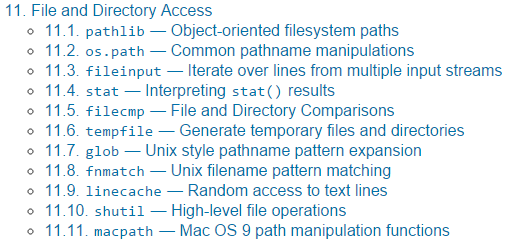 11. File and Directory Access
11.1. pathlib — Object-oriented filesystem paths
11.2. os.path — Common pathname manipulations
11.3. fileinput — Iterate over lines from multiple input streams
11.4. stat — Interpreting stat() results
11.5. filecmp — File and Directory Comparisons
11.6. tempfile — Generate temporary files and directories
11.7. glob — Unix style pathname pattern expansion
11.8. fnmatch — Unix filename pattern matching
11.9. linecache — Random access to text lines
11.10. shutil — High-level file operations
11.11. macpath — Mac OS 9 path manipulation functions